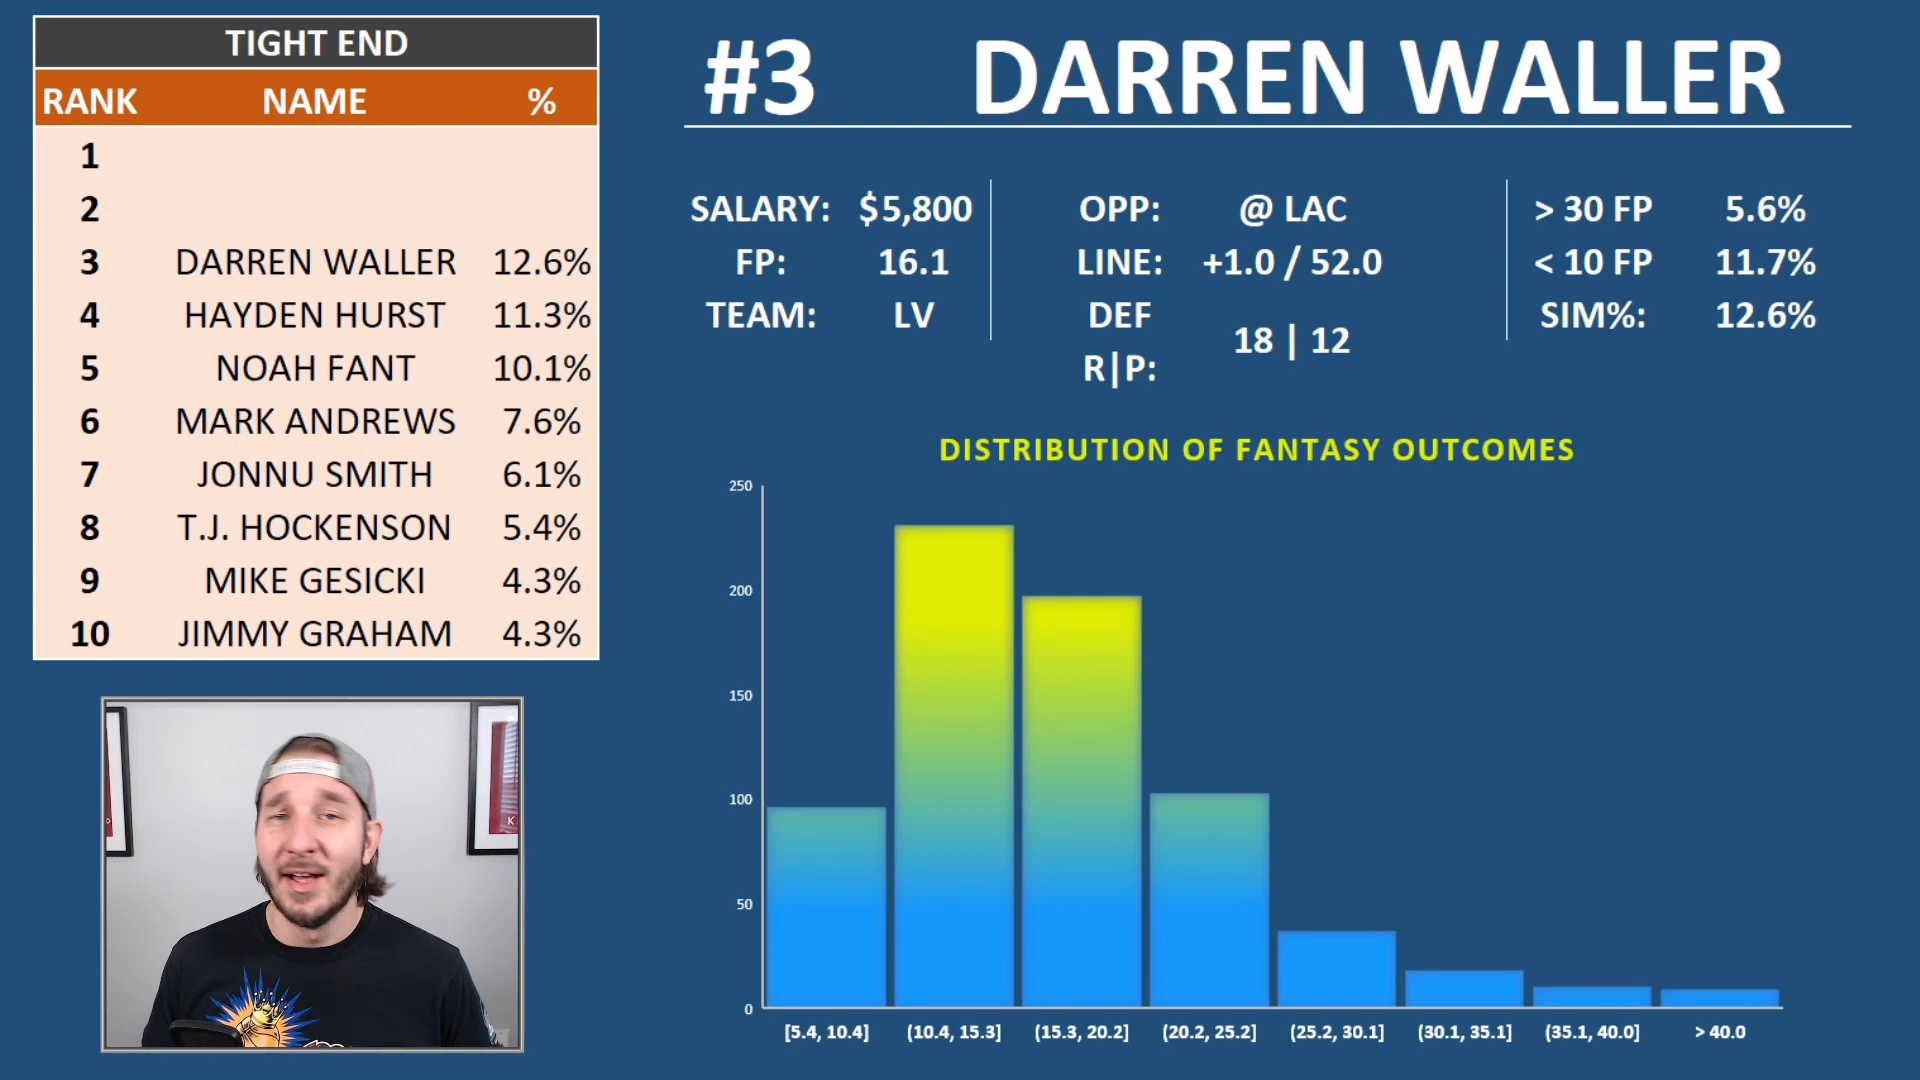 TIGHT END
RANK NAME %
1
2
3 DARREN WALLER 12.6%
4 HAYDEN HURST 11.3%
5 NOAH FANT 10.1%
6 MARK ANDREWS 7.6%
7 JONNU SMITH 6.1%
8 T.J. HOCKENSON 5.4%
9 MIKE GESICKI 4.3%
10 JIMMY GRAHAM 4.3%
#3 DARREN WALLER
SALARY: $5,800
FP: 16.1
TEAM: LV
OPP: @ LAC
LINE: +1.0 / 52.0
DEF
R|P: 18 | 12
> 30 FP 5.6%
< 10 FP 11.7%
SIM%: 12.6%
DISTRIBUTION OF FANTASY OUTCOMES
250
200
150
100
50
0
[5.4, 10.4] (10.4, 15.3] (15.3, 20.2] (20.2, 25.2] (25.2, 30.1] (30.1, 35.1] (35.1, 40.0] > 40.0
K